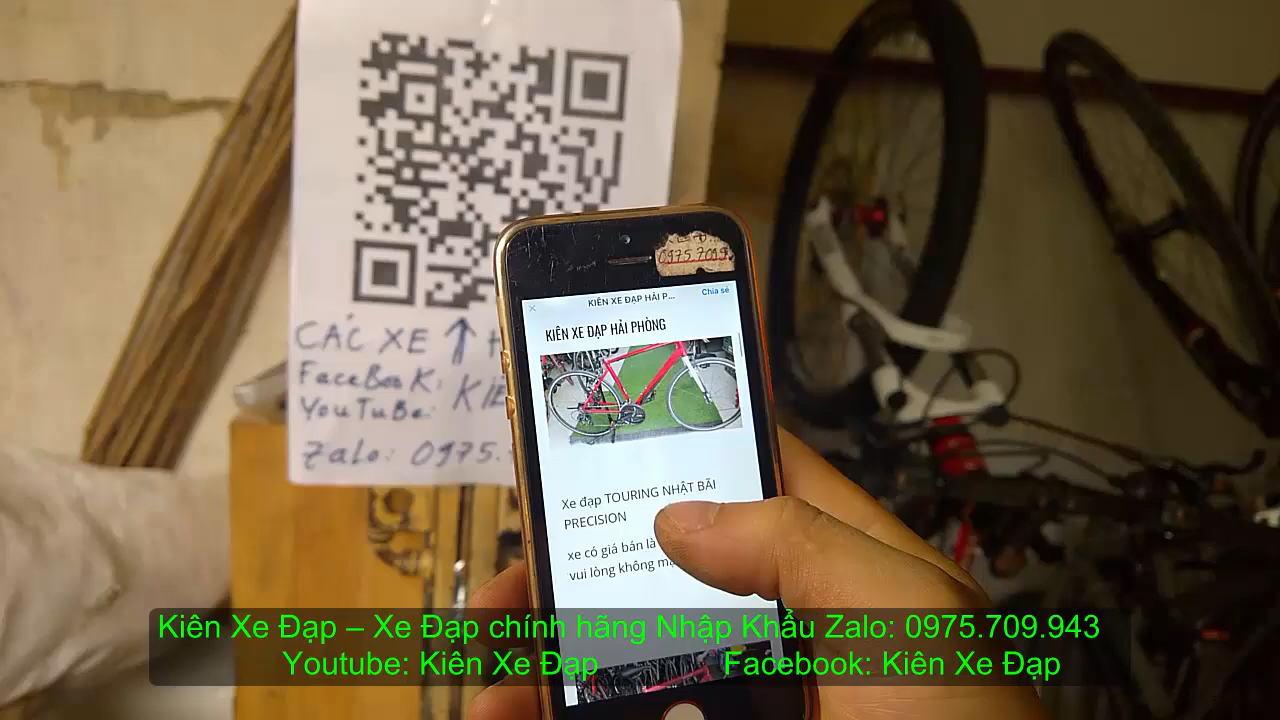 CÁC XE ↑ H
FaceBooK: KIÊ
YouTuBe:
Zalo: 0975.
0975.709
KIÊN XE ĐẠP HẢI P...
Chia sẻ
KIÊN XE ĐẠP HẢI PHÒNG
Xe đạp TOURING NHẬT BÃI
PRECISION
xe có giá bán là
vui lòng không
Kiên Xe Đạp – Xe Đạp chính hãng Nhập Khẩu Zalo: 0975.709.943
Youtube: Kiên Xe Đạp Facebook: Kiên Xe Đạp